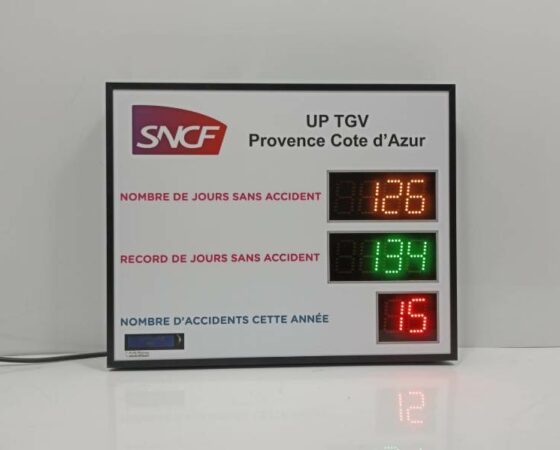 SNCF
UP TGV
Provence Cote d'Azur
NOMBRE DE JOURS SANS ACCIDENT 126
RECORD DE JOURS SANS ACCIDENT 134
NOMBRE D'ACCIDENTS CETTE ANNÉE 15